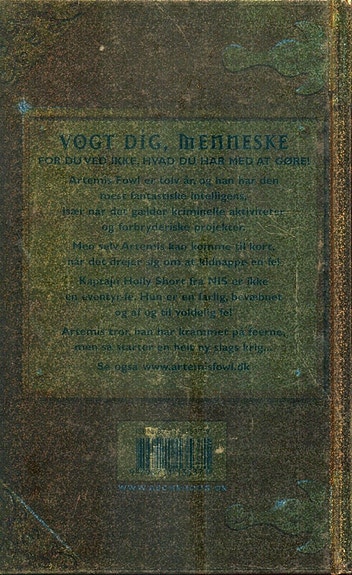 VOGT DIG, MENNESKE
FOR DU VED IKKE, HVAD DU HAR MED AT GØRE!
Artemis Fowl er tolv år, og han har den
mest fantastiske intelligens,
især når det gælder kriminelle aktiviteter
og forbryderiske projekter.
Men selv Artemis kan komme til kort,
når det drejer sig om at kidnappe en fe!
Kaptajn Holly Short fra NIS er ikke
en eventyr-fe. Hun er en farlig, bevæbnet
og af og til voldelig fe!
Artemis tror, han har krammet på feerne,
men så starter en helt ny slags krig...
Se også www.artemisfowl.dk